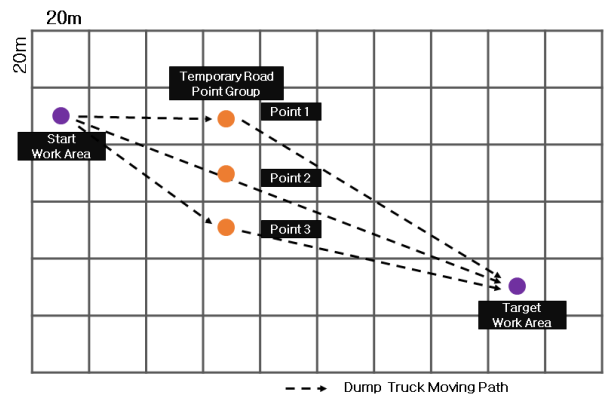 20m
20m
Temporary Road
Point Group
Point 1
Start
Work Area
Point 2
Point 3
Target
Work Area
Dump Truck Moving Path